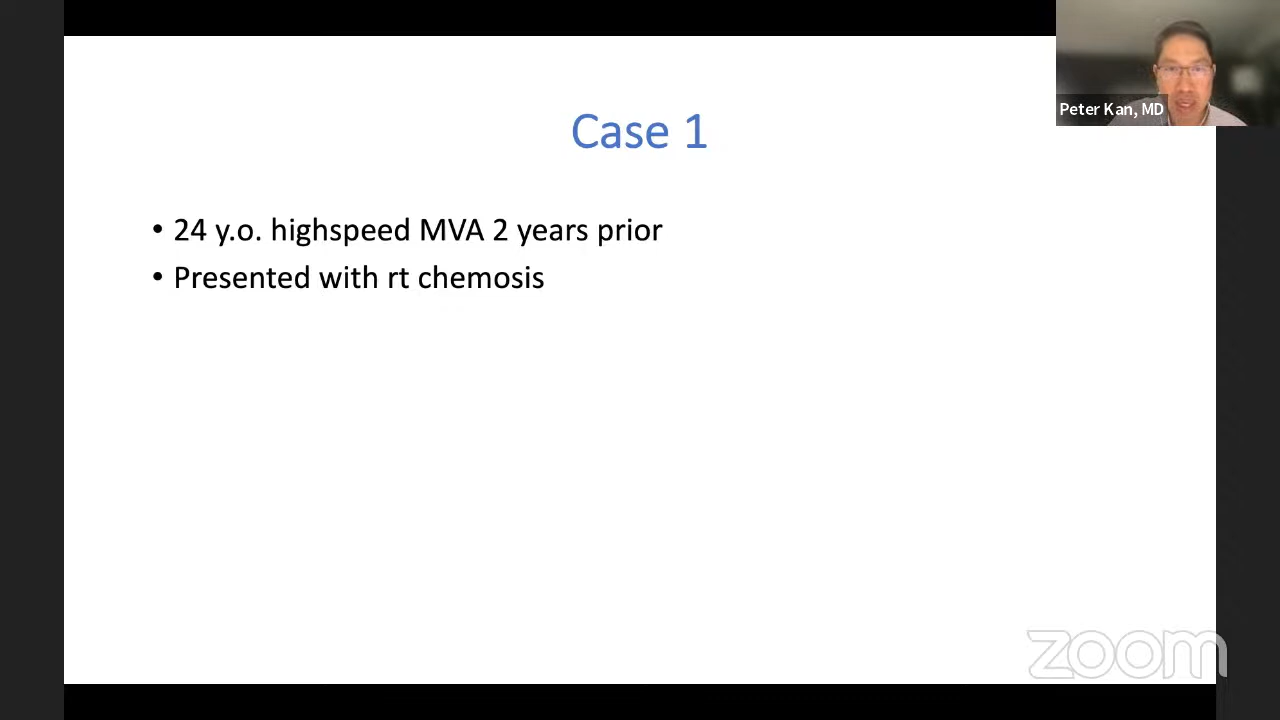 Peter Kan, MD
Case 1
• 24 y.o. highspeed MVA 2 years prior
• Presented with rt chemosis
zoom